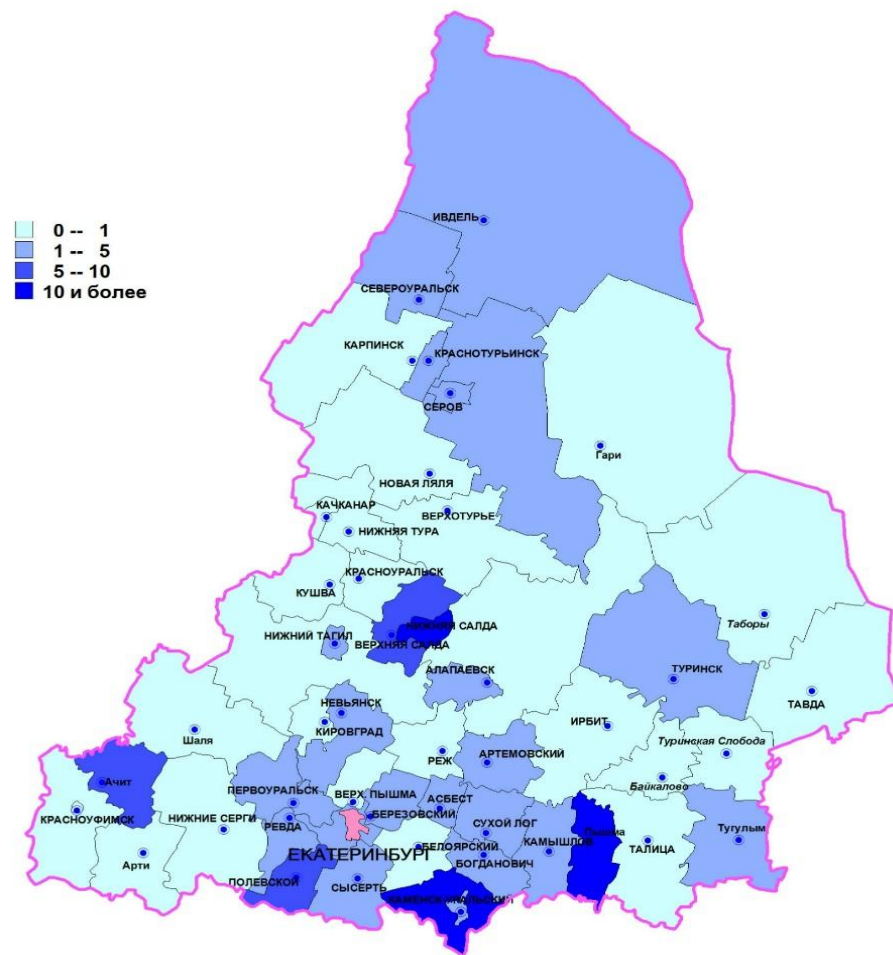 ИВДЕЛЬ
0 -- 1
1 -- 5
5 -- 10
10 и более
СЕВЕРОУРАЛЬСК
КАРПИНСК
КРАСНОТУРЬИНСК
СЕРОВ
Гари
НОВАЯ ЛЯЛЯ
КАЧКАНАР
ВЕРХОТУРЬЕ
НИЖНЯЯ ТУРА
КРАСНОУРАЛЬСК
КУШВА
НИЖНЯЯ САЛДА
Таборы
НИЖНИЙ ТАГИЛ
ВЕРХНЯЯ САЛДА
АЛАПАЕВСК
ТУРИНСК
ТАВДА
НЕВЬЯНСК
ИРБИТ
КИРОВГРАД
Шаля
Туринская Слобода
РЕЖ
АРТЕМОВСКИЙ
Ачит
Байкалово
ПЕРВОУРАЛЬСК
ВЕРХ. ПЫШМА
АСБЕСТ
КРАСНОУФИМСК
НИЖНИЕ СЕРГИ
РЕВДА
БЕРЕЗОВСКИЙ
СУХОЙ ЛОГ
Пышма
Тугулым
БЕЛОЯРСКИЙ
КАМЫШЛОВ
ТАЛИЦА
Арти
ЕКАТЕРИНБУРГ
БОГДАНОВИЧ
ПОЛЕВСКОЙ
СЫСЕРТЬ
КАМЕНСК-УРАЛЬСКИЙ